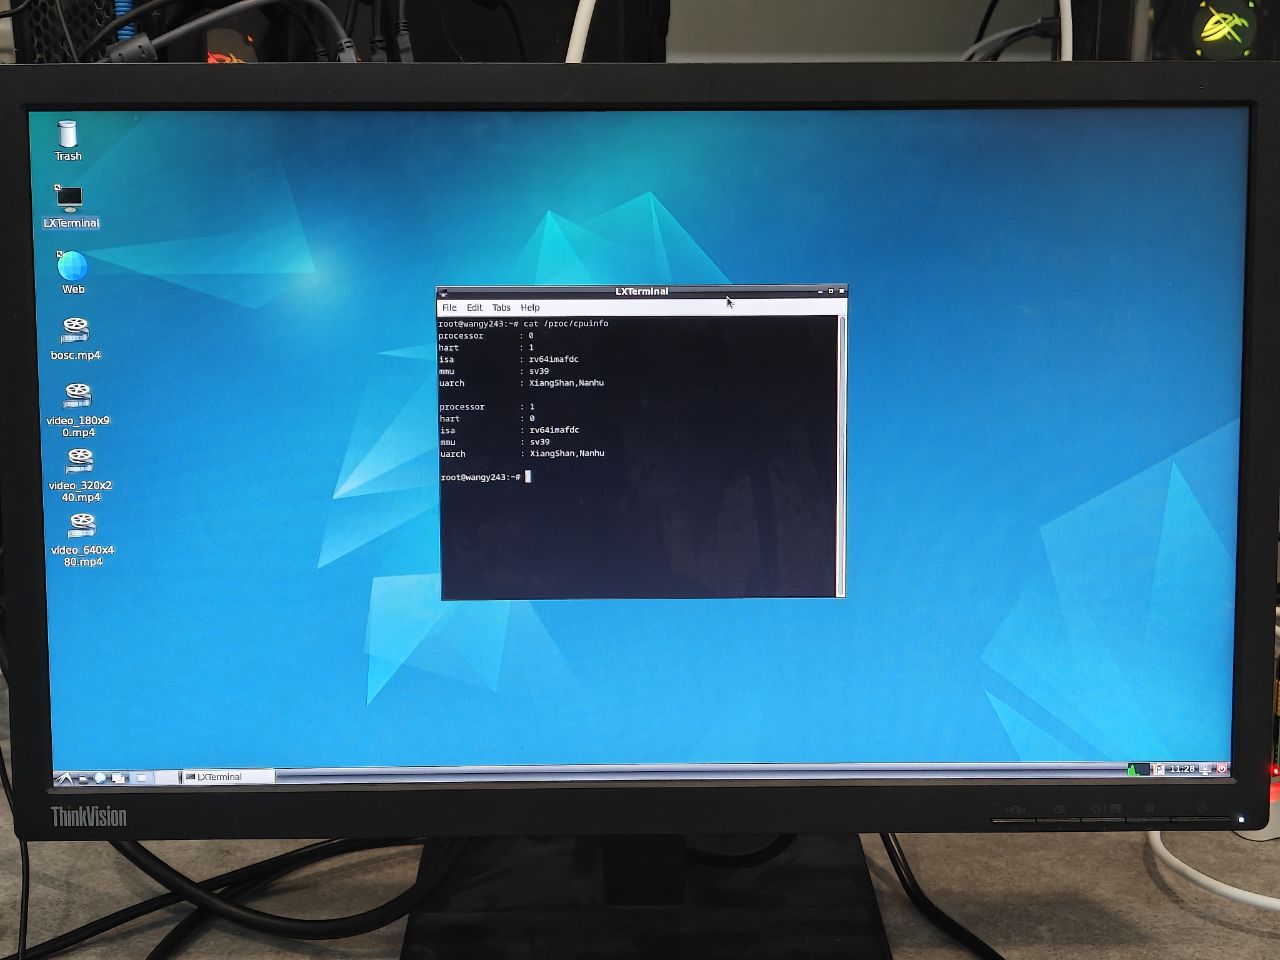 Trash
LXTerminal
Web
bosc.mp4
video_180x9
0.mp4
video_320x2
40.mp4
video_640x4
80.mp4
LXTerminal
File Edit Tabs Help
root@wangy243:~# cat /proc/cpuinfo
processor : 0
hart : 1
isa : rv64imafdc
mmu : sv39
uarch : XiangShan,Nanhu
processor : 1
hart : 0
isa : rv64imafdc
mmu : sv39
uarch : XiangShan,Nanhu
root@wangy243:~#
LXTerminal
11:28
ThinkVision